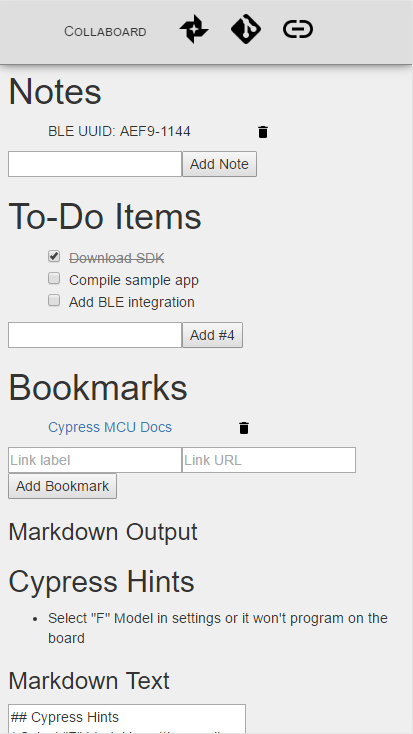 Collaboard
Notes
BLE UUID: AEF9-1144
Add Note
To-Do Items
Download SDK
Compile sample app
Add BLE integration
Add #4
Bookmarks
Cypress MCU Docs
Link label Link URL
Add Bookmark
Markdown Output
Cypress Hints
• Select "F" Model in settings or it won't program on the
board
Markdown Text
## Cypress Hints